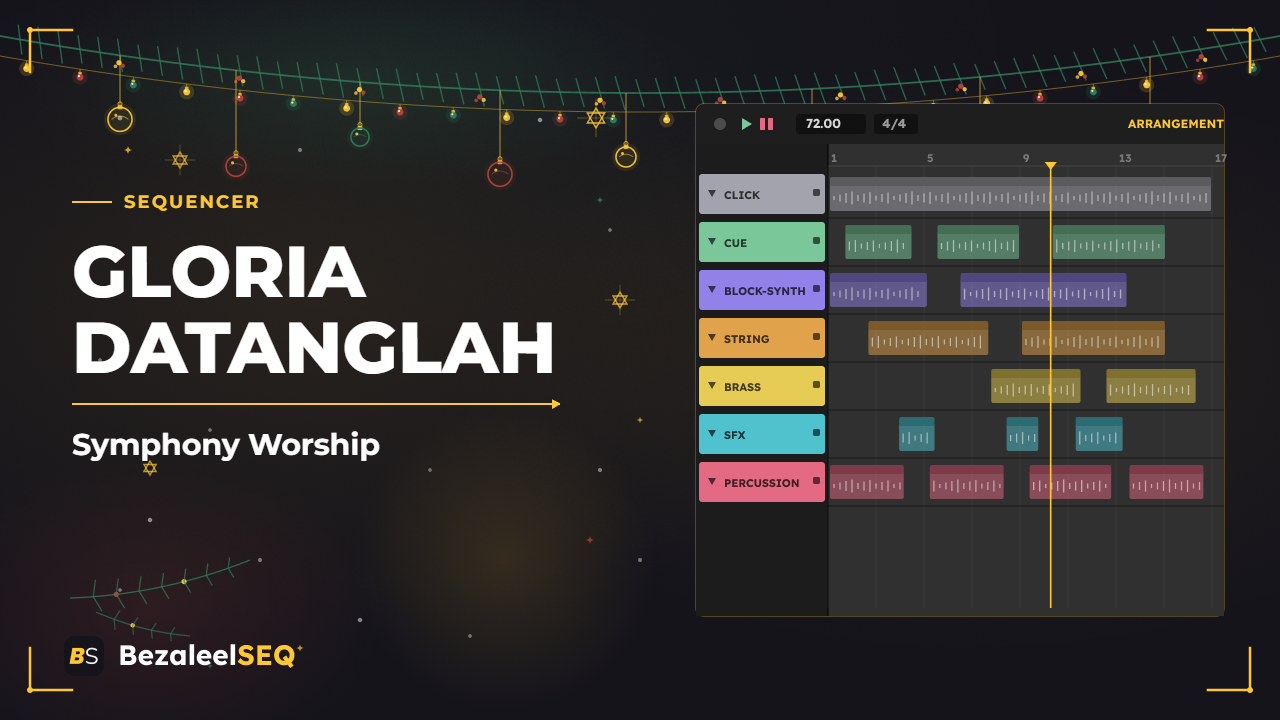 SEQUENCER
GLORIA
DATANGLAH
Symphony Worship
BS BezaleelSEQ
72.00 4/4 ARRANGEMENT
1 5 9 13 17
CLICK
CUE
BLOCK-SYNTH
STRING
BRASS
SFX
PERCUSSION